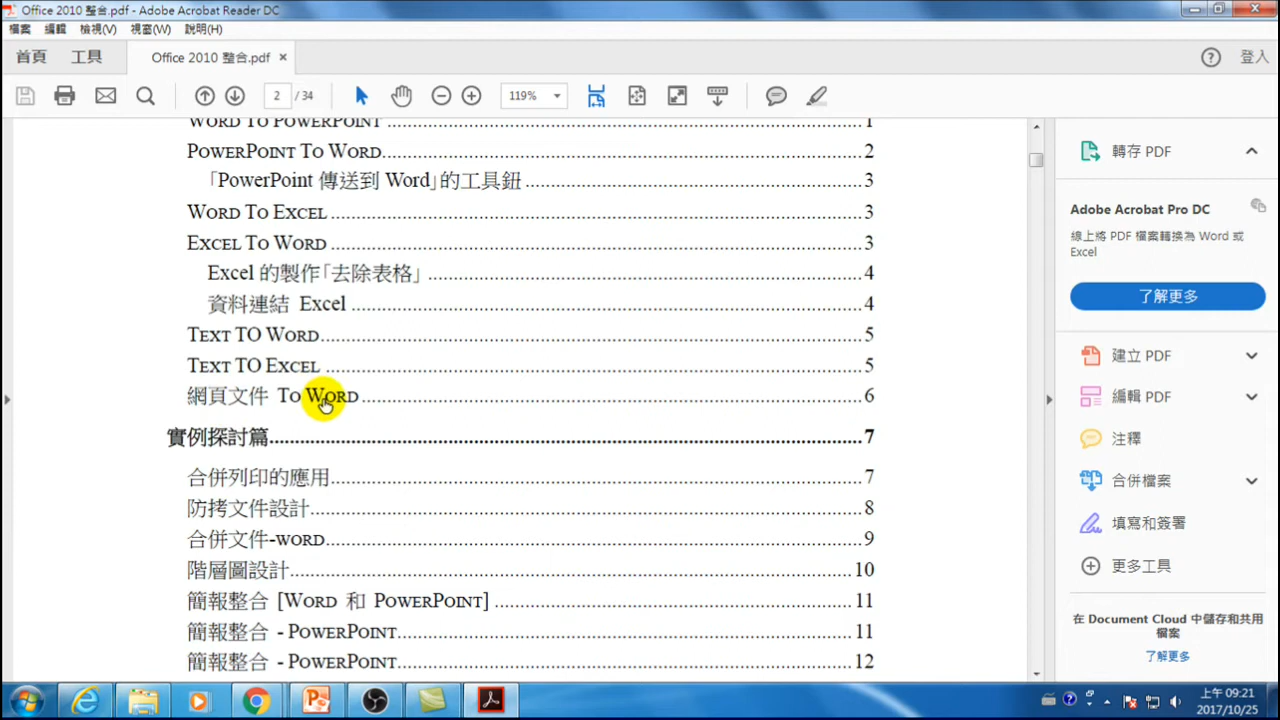 Office 2010 整合.pdf - Adobe Acrobat Reader DC
檔案 編輯 檢視(V) 視窗(W) 說明(H)
首頁 工具 Office 2010 整合.pdf × 登入
2 / 34 119%
WORD TO POWERPOINT 1
POWERPOINT TO WORD 2
「PowerPoint 傳送到 Word」的工具鈕 3
WORD TO EXCEL 3
EXCEL TO WORD 3
Excel 的製作「去除表格」 4
資料連結 Excel 4
TEXT TO WORD 5
TEXT TO EXCEL 5
網頁文件 TO WORD 6
實例探討篇 7
合併列印的應用 7
防拷文件設計 8
合併文件-WORD 9
階層圖設計 10
簡報整合 [WORD 和 POWERPOINT] 11
簡報整合 - POWERPOINT 11
簡報整合 - POWERPOINT 12
轉存 PDF
Adobe Acrobat Pro DC
線上將 PDF 檔案轉換為 Word 或
Excel
了解更多
建立 PDF
編輯 PDF
注釋
合併檔案
填寫和簽署
更多工具
在 Document Cloud 中儲存和共用
檔案
了解更多
上午 09:21
2017/10/25